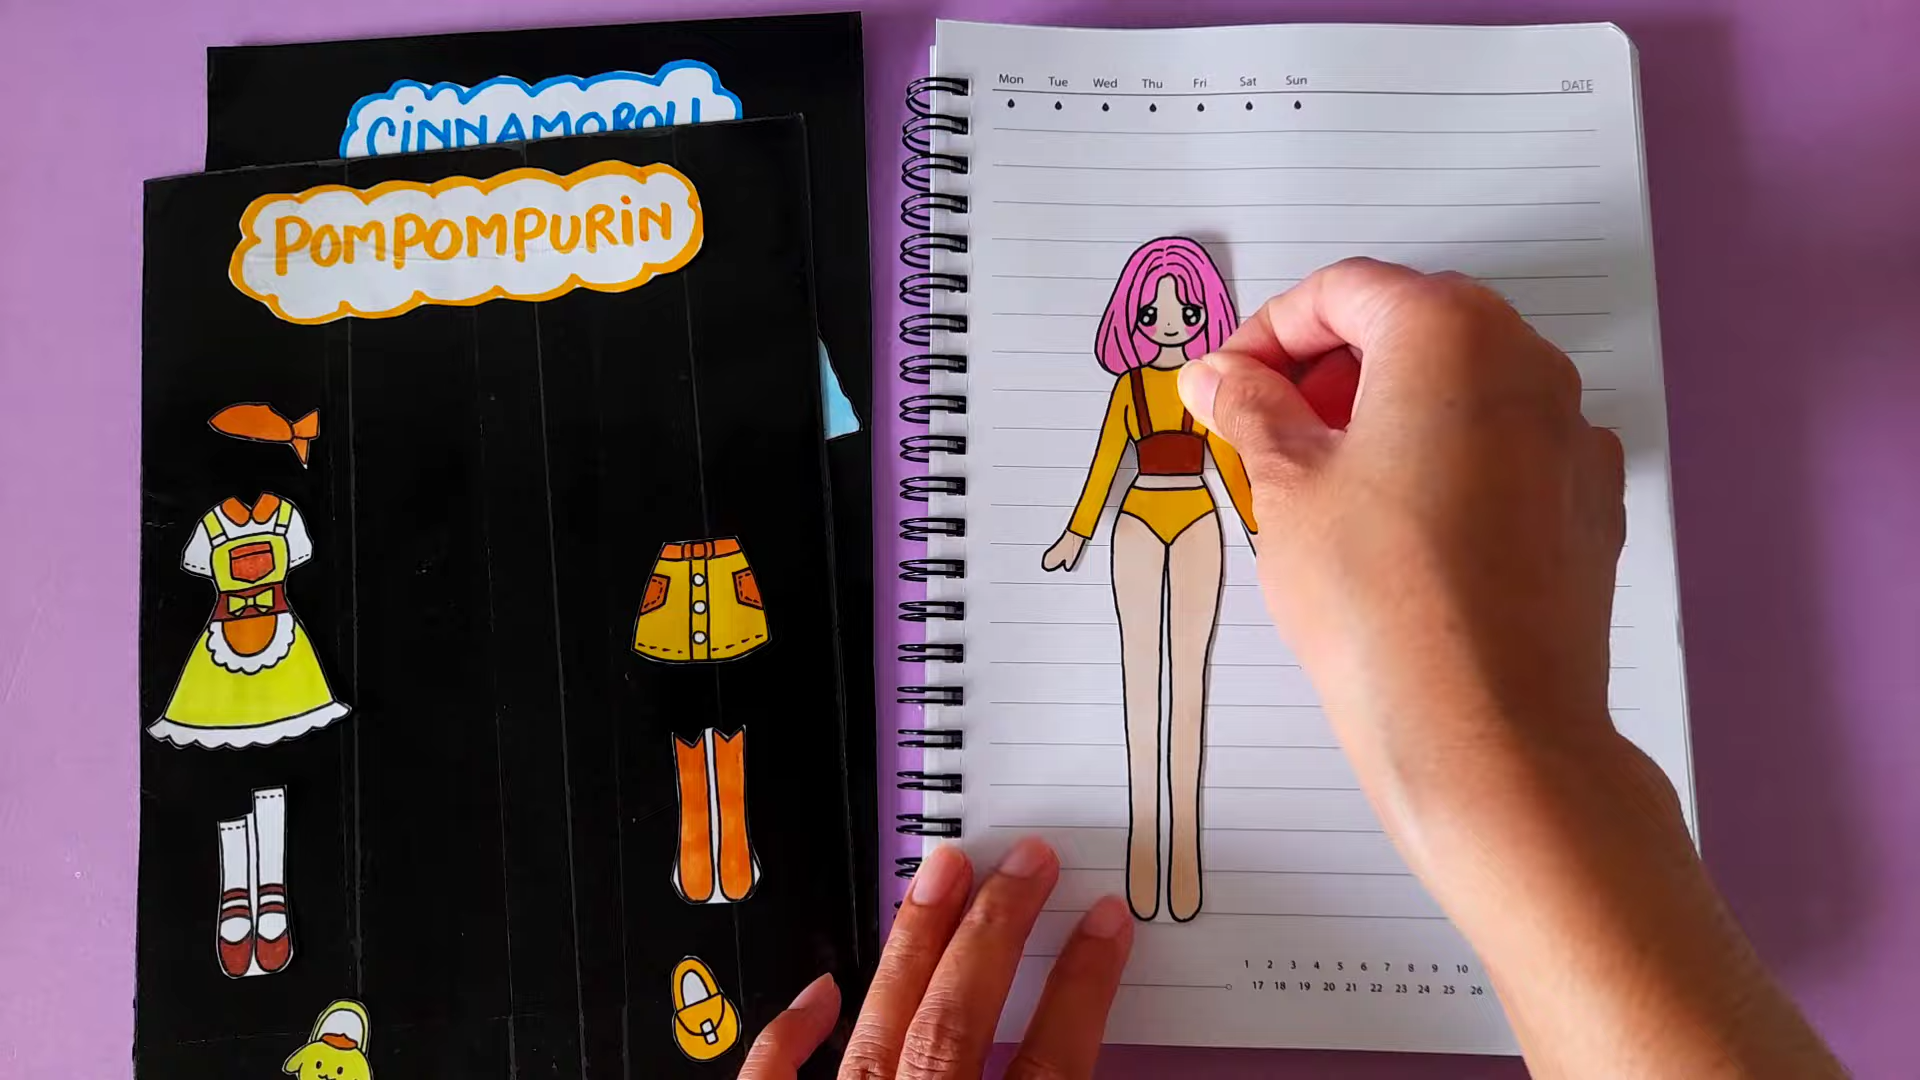 CINNAMOROLL
POMPOMPURIN
Mon Tue Wed Thu Fri Sat Sun
DATE
1 2 3 4 5 6 7 8 9 10
17 18 19 20 21 22 23 24 25 26